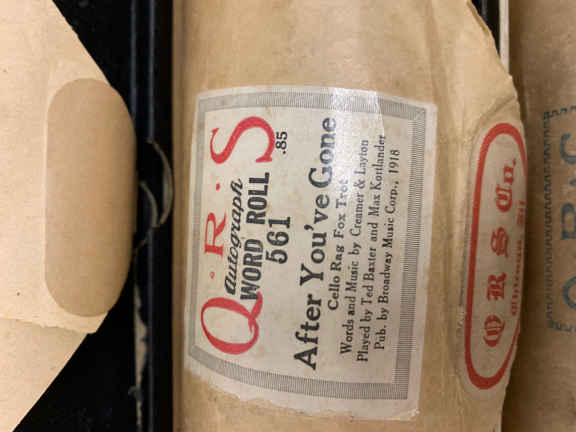 Q·R·S
Autograph
WORD ROLL
561
.85
After You've Gone
Cello Rag Fox Trot
Words and Music by Creamer & Layton
Played by Ted Baxter and Max Kortlander
Pub. by Broadway Music Corp., 1918
Q R S Co.